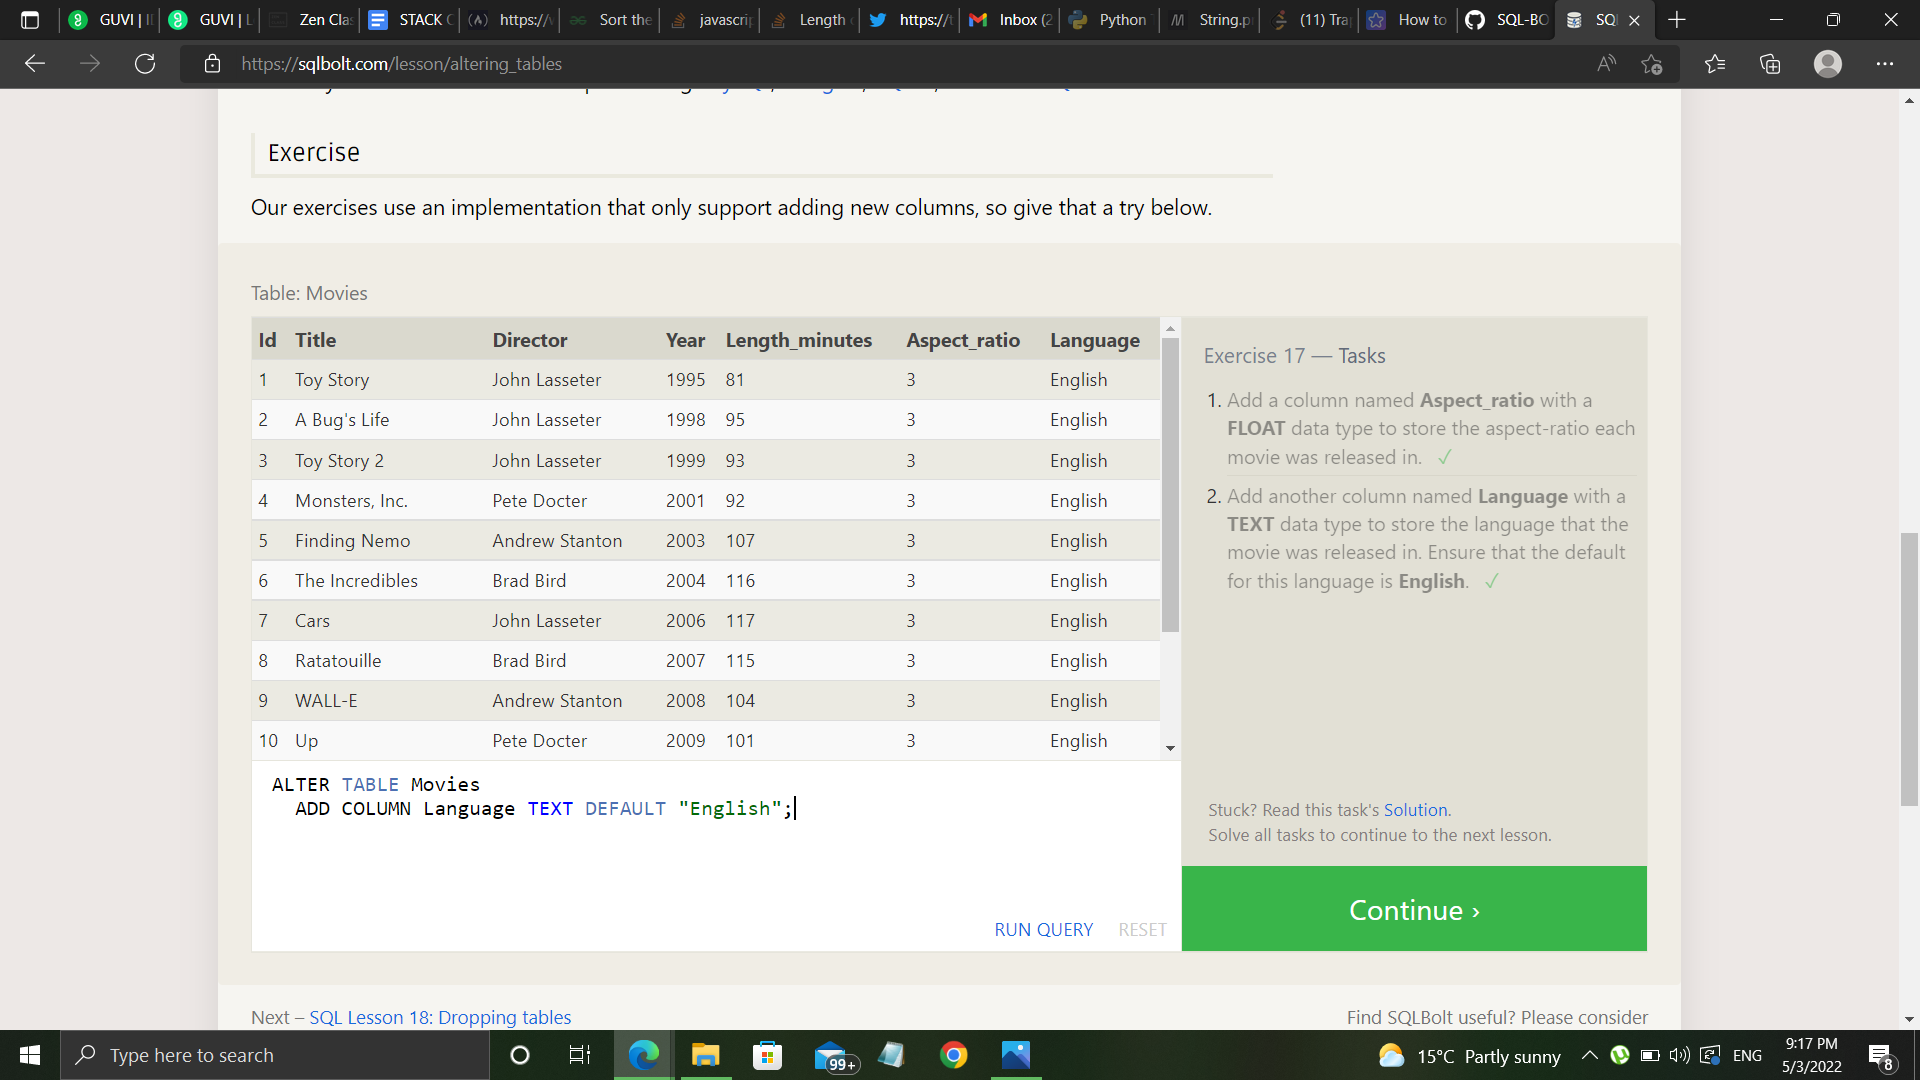 GUVI | I
GUVI | L
Zen Clas
STACK C
https://v
Sort the
javascrip
Length
https://t
Inbox (2
Python
String.p
(11) Tra
How to
SQL-BO
SQ
https://sqlbolt.com/lesson/altering_tables
Exercise
Our exercises use an implementation that only support adding new columns, so give that a try below.
Table: Movies
Id Title Director Year Length_minutes Aspect_ratio Language
1 Toy Story John Lasseter 1995 81 3 English
2 A Bug's Life John Lasseter 1998 95 3 English
3 Toy Story 2 John Lasseter 1999 93 3 English
4 Monsters, Inc. Pete Docter 2001 92 3 English
5 Finding Nemo Andrew Stanton 2003 107 3 English
6 The Incredibles Brad Bird 2004 116 3 English
7 Cars John Lasseter 2006 117 3 English
8 Ratatouille Brad Bird 2007 115 3 English
9 WALL-E Andrew Stanton 2008 104 3 English
10 Up Pete Docter 2009 101 3 English
ALTER TABLE Movies
ADD COLUMN Language TEXT DEFAULT "English";
RUN QUERY RESET
Exercise 17 — Tasks
1. Add a column named Aspect_ratio with a
FLOAT data type to store the aspect-ratio each
movie was released in. ✓
2. Add another column named Language with a
TEXT data type to store the language that the
movie was released in. Ensure that the default
for this language is English. ✓
Stuck? Read this task's Solution.
Solve all tasks to continue to the next lesson.
Continue ›
Next – SQL Lesson 18: Dropping tables
Find SQLBolt useful? Please consider
Type here to search
99+
15°C Partly sunny
ENG
9:17 PM
5/3/2022
8